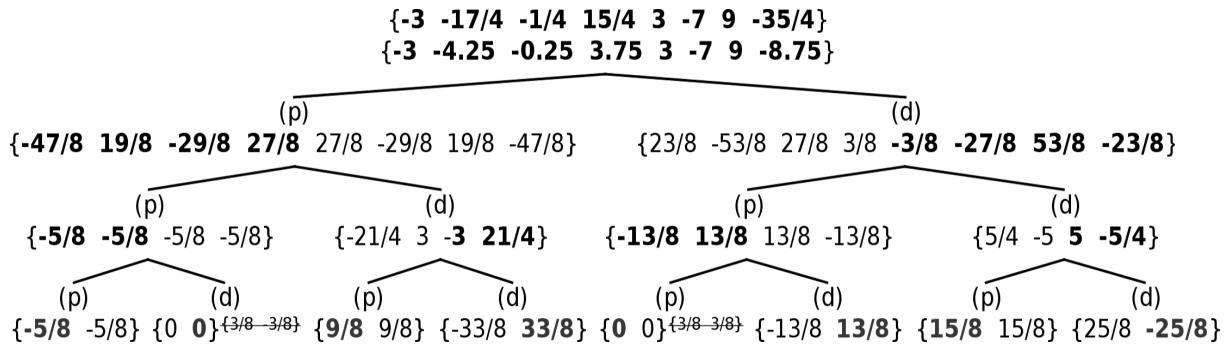 {-3 -17/4 -1/4 15/4 3 -7 9 -35/4}
{-3 -4.25 -0.25 3.75 3 -7 9 -8.75}
(p) (d)
{-47/8 19/8 -29/8 27/8 27/8 -29/8 19/8 -47/8} {23/8 -53/8 27/8 3/8 -3/8 -27/8 53/8 -23/8}
(p) (d) (p) (d)
{-5/8 -5/8 -5/8 -5/8} {-21/4 3 -3 21/4} {-13/8 13/8 13/8 -13/8} {5/4 -5 5 -5/4}
(p) (d) (p) (d) (p) (d) (p) (d)
{-5/8 -5/8} {0 0}{3/8 -3/8} {9/8 9/8} {-33/8 33/8} {0 0}{3/8 3/8} {-13/8 13/8} {15/8 15/8} {25/8 -25/8}